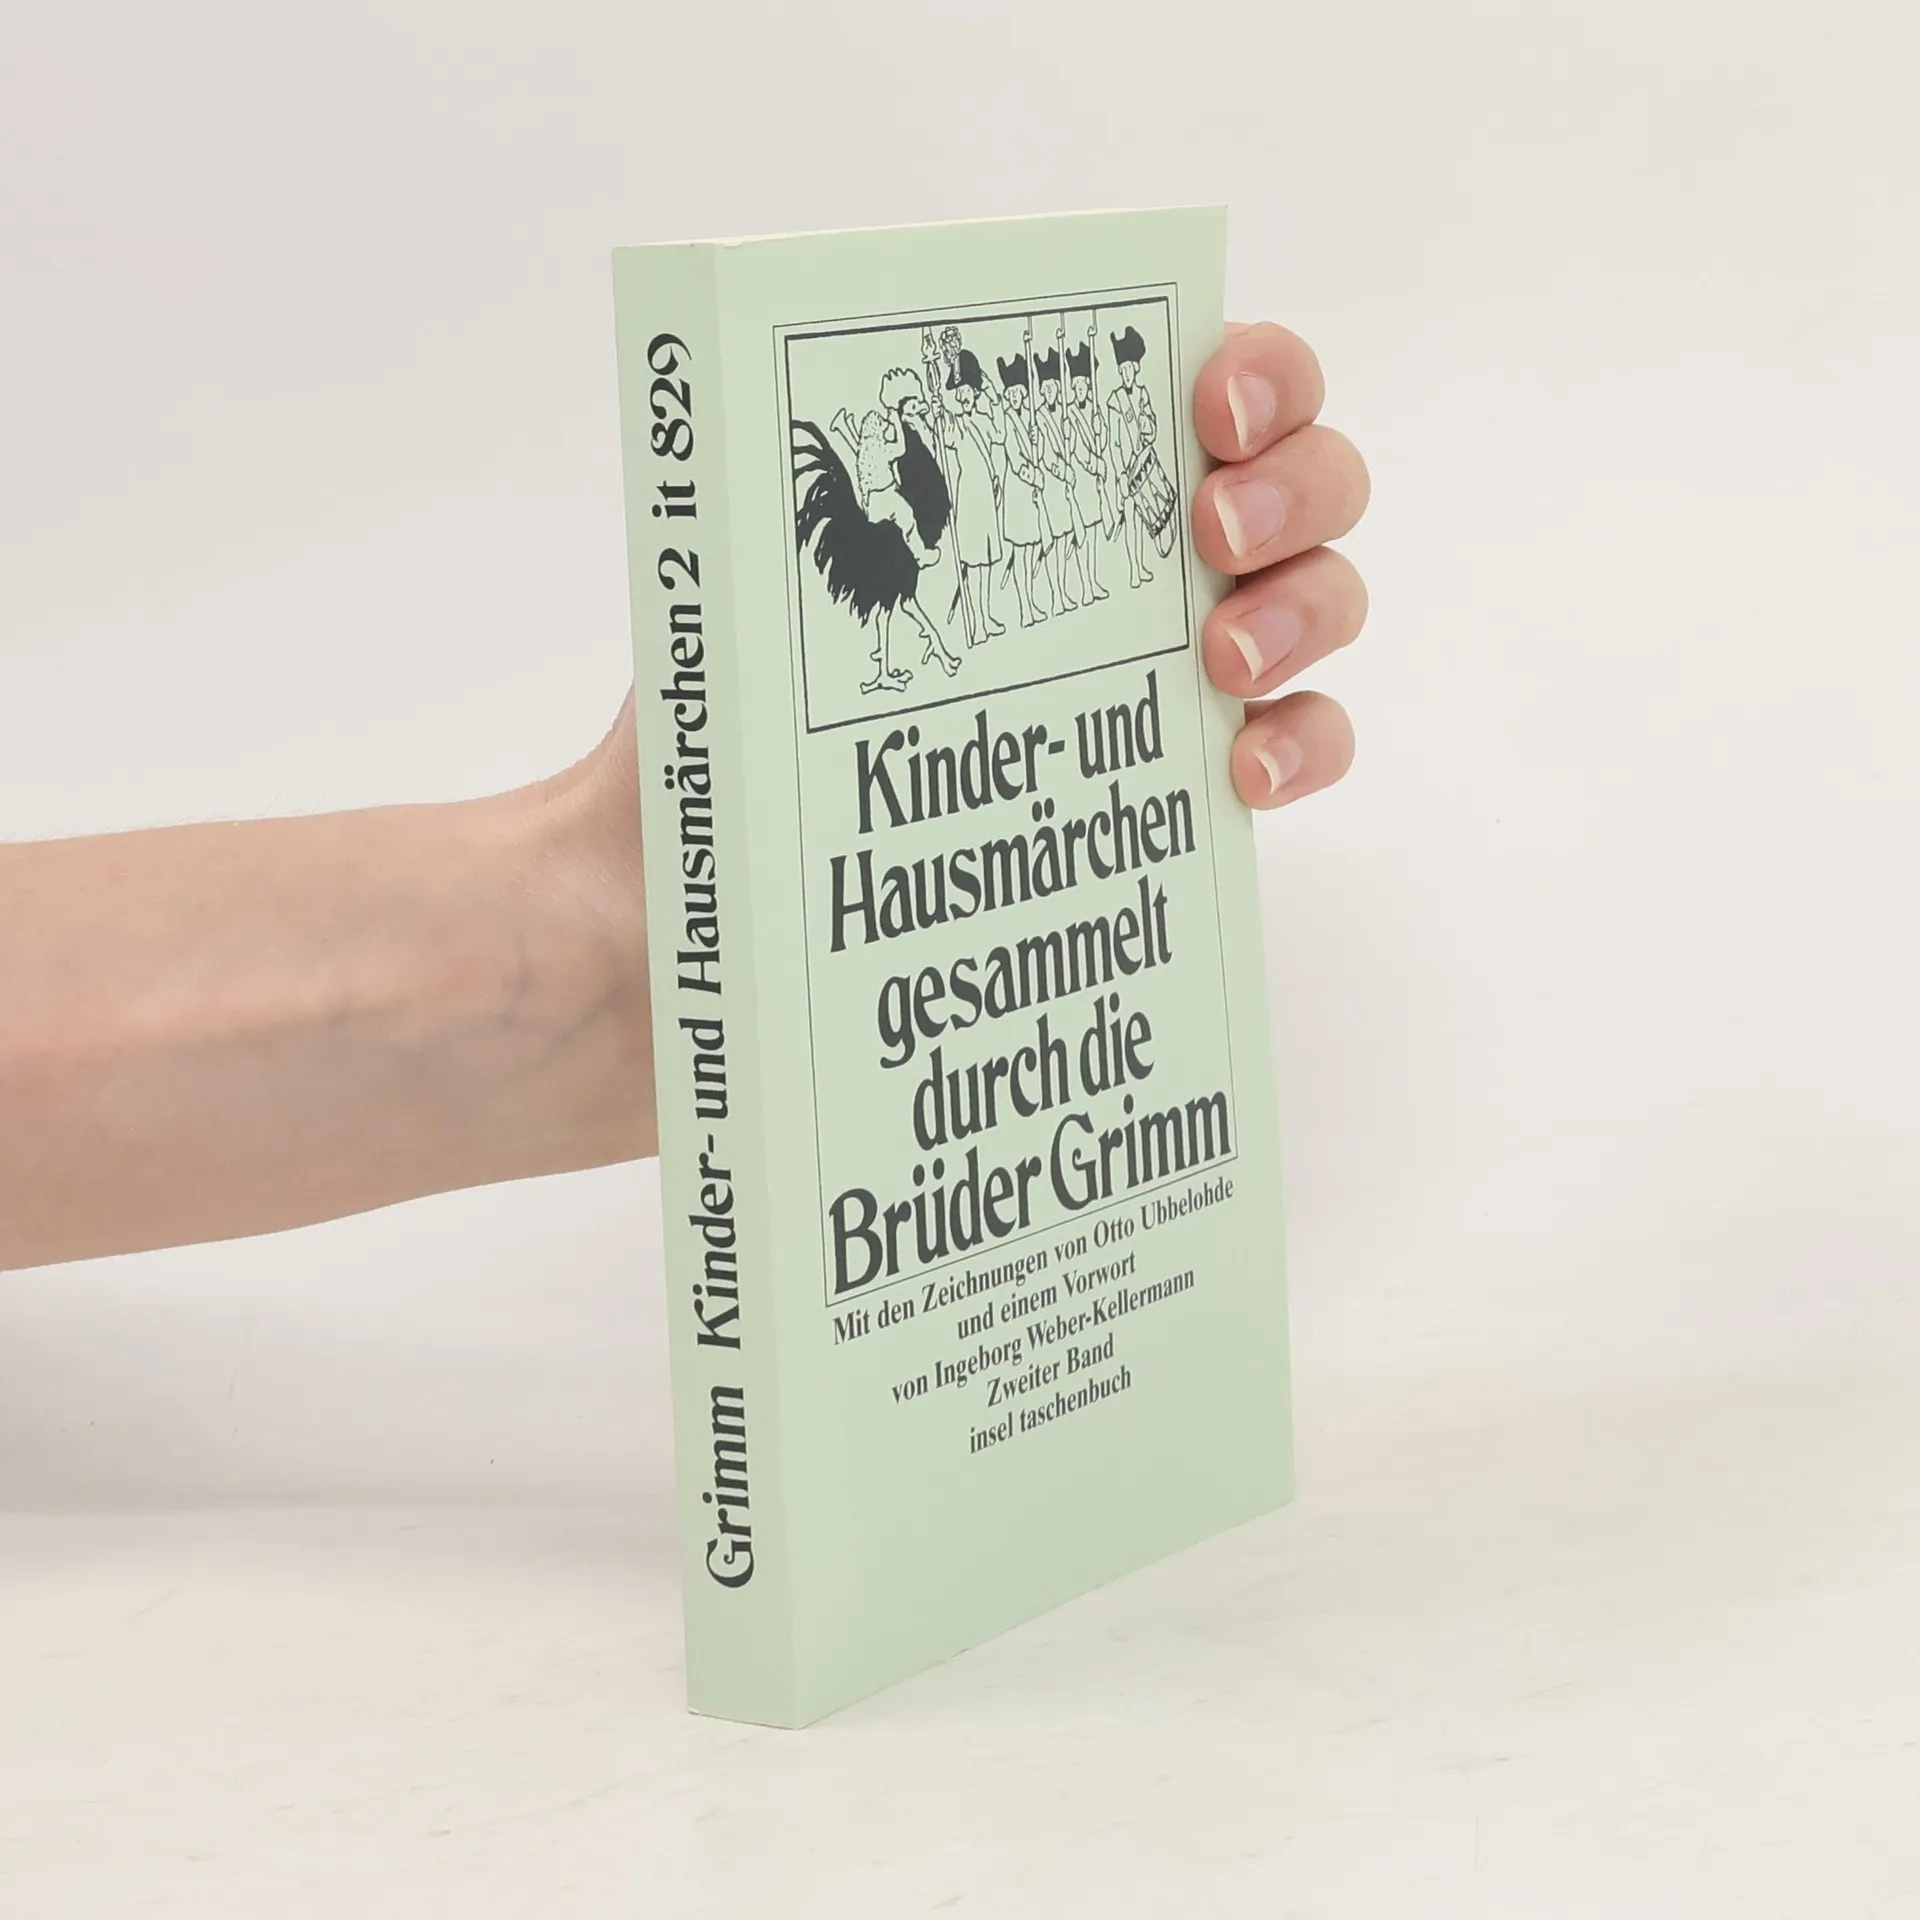 Grimm Kinder- und Hausmärchen 2 it 829
Kinder- und
Hausmärchen
gesammelt
durch die
Brüder Grimm
Mit den Zeichnungen von Otto Ubbelohde
und einem Vorwort
von Ingeborg Weber-Kellermann
Zweiter Band
insel taschenbuch